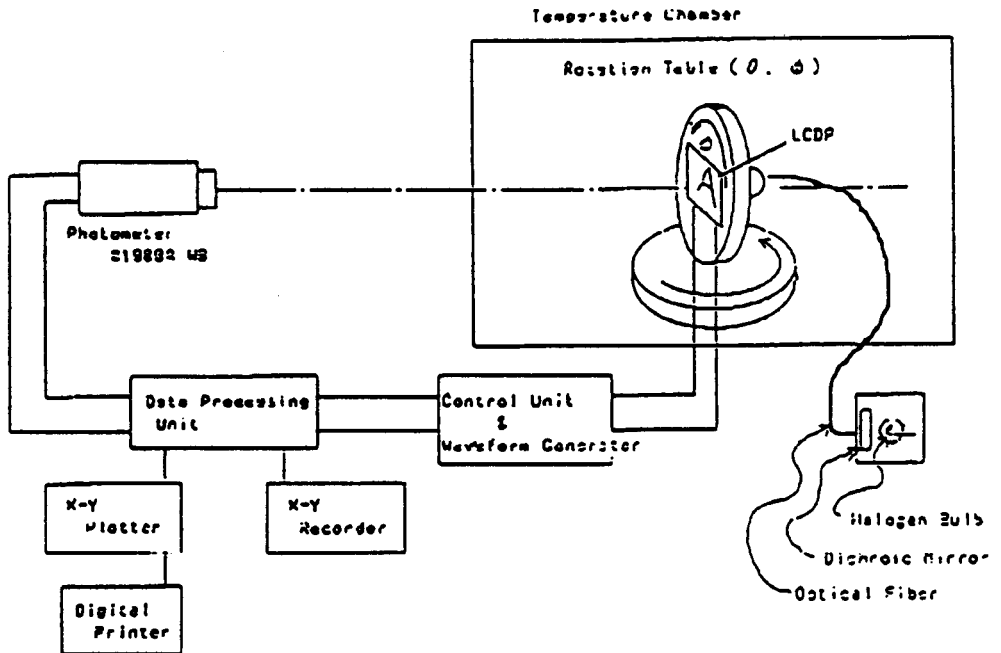 Temperature Chamber
Rotation Table (θ, φ)
LCDP
A
Photometer
Data Processing
Unit
Control Unit
&
Waveform Generator
X-Y
Plotter
X-Y
Recorder
Digital
Printer
Halogen Bulb
Dichroic Mirror
Optical Fiber